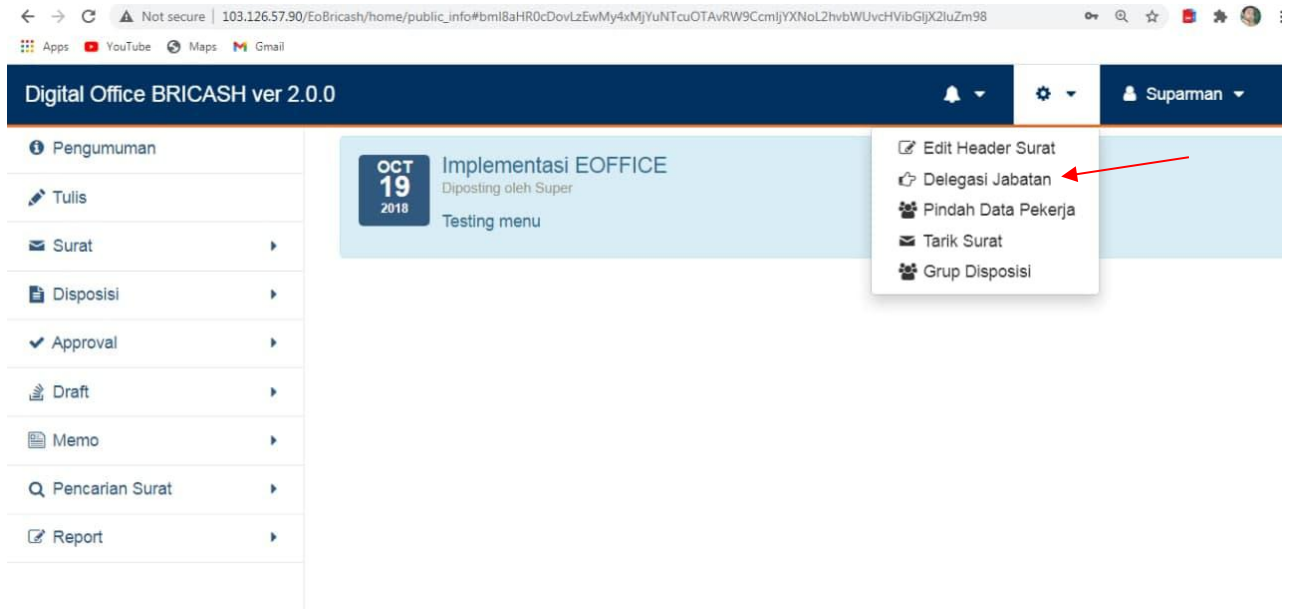 Not secure | 103.126.57.90/EoBricash/home/public_info#bml8aHR0cDovLzEwMy4xMjYuNTcuOTAvRW9CcmljYXNoL2hvbWUvcHVibGljX2luZm98
Apps YouTube Maps Gmail
Digital Office BRICASH ver 2.0.0
Suparman
Pengumuman
Tulis
Surat
Disposisi
Approval
Draft
Memo
Pencarian Surat
Report
OCT
19
2018
Implementasi EOFFICE
Diposting oleh Super
Testing menu
Edit Header Surat
Delegasi Jabatan
Pindah Data Pekerja
Tarik Surat
Grup Disposisi